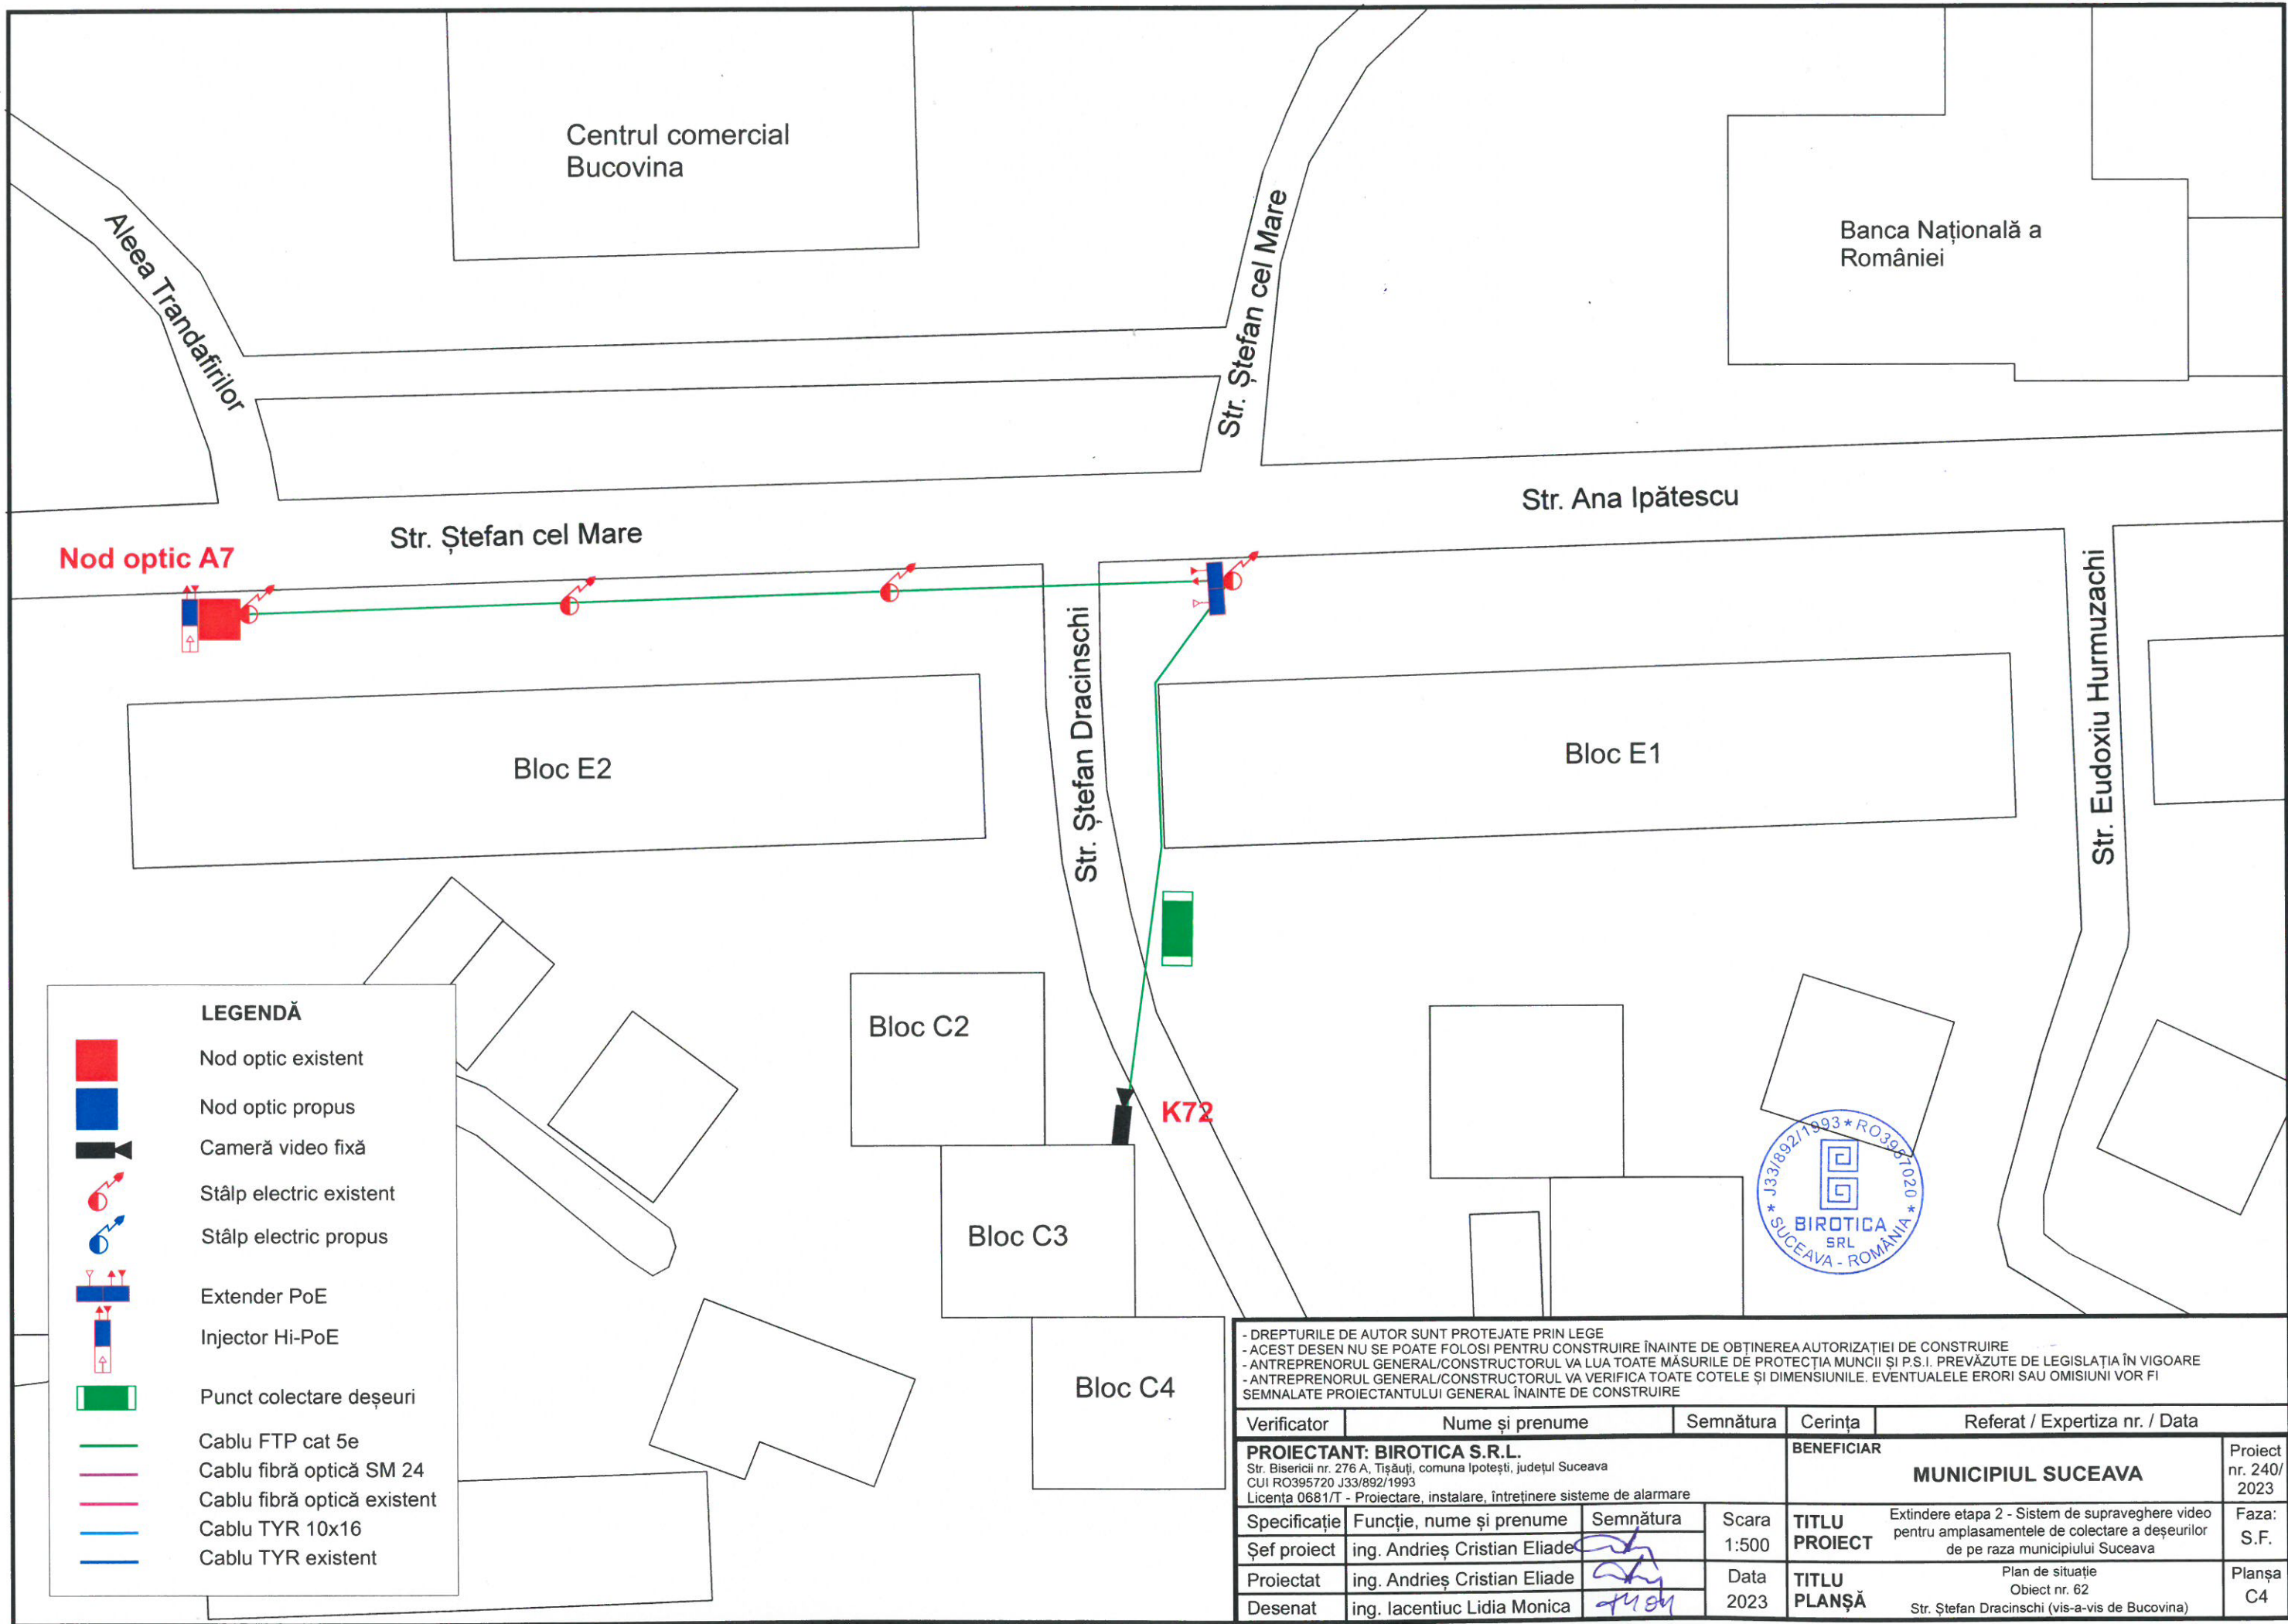 Centrul comercial
Bucovina
Banca Națională a
României
Aleea Trandafirilor
Str. Ștefan cel Mare
Str. Ana Ipătescu
Str. Ștefan cel Mare
Nod optic A7
Str. Ștefan Dracinschi
Str. Eudoxiu Hurmuzachi
Bloc E2
Bloc E1
Bloc C2
K72
Bloc C3
Bloc C4
LEGENDĂ
Nod optic existent
Nod optic propus
Cameră video fixă
Stâlp electric existent
Stâlp electric propus
Extender PoE
Injector Hi-PoE
Punct colectare deșeuri
Cablu FTP cat 5e
Cablu fibră optică SM 24
Cablu fibră optică existent
Cablu TYR 10x16
Cablu TYR existent
* J33/892/1993 * RO3957020 *
BIROTICA
SRL
SUCEAVA - ROMÂNIA
- DREPTURILE DE AUTOR SUNT PROTEJATE PRIN LEGE
- ACEST DESEN NU SE POATE FOLOSI PENTRU CONSTRUIRE ÎNAINTE DE OBȚINEREA AUTORIZAȚIEI DE CONSTRUIRE
- ANTREPRENORUL GENERAL/CONSTRUCTORUL VA LUA TOATE MĂSURILE DE PROTECȚIA MUNCII ȘI P.S.I. PREVĂZUTE DE LEGISLAȚIA ÎN VIGOARE
- ANTREPRENORUL GENERAL/CONSTRUCTORUL VA VERIFICA TOATE COTELE ȘI DIMENSIUNILE. EVENTUALELE ERORI SAU OMISIUNI VOR FI
SEMNALATE PROIECTANTULUI GENERAL ÎNAINTE DE CONSTRUIRE
Verificator Nume și prenume Semnătura Cerința Referat / Expertiza nr. / Data
PROIECTANT: BIROTICA S.R.L.
Str. Bisericii nr. 276 A, Tișăuți, comuna Ipotești, județul Suceava
CUI RO395720 J33/892/1993
Licența 0681/T - Proiectare, instalare, întreținere sisteme de alarmare
BENEFICIAR
MUNICIPIUL SUCEAVA
Proiect
nr. 240/
2023
Specificație Funcție, nume și prenume Semnătura
Șef proiect ing. Andrieș Cristian Eliade
Proiectat ing. Andrieș Cristian Eliade
Desenat ing. Iacentiuc Lidia Monica
Scara
1:500
Data
2023
TITLU
PROIECT
Extindere etapa 2 - Sistem de supraveghere video
pentru amplasamentele de colectare a deșeurilor
de pe raza municipiului Suceava
Faza:
S.F.
TITLU
PLANȘĂ
Plan de situație
Obiect nr. 62
Str. Ștefan Dracinschi (vis-a-vis de Bucovina)
Planșa
C4